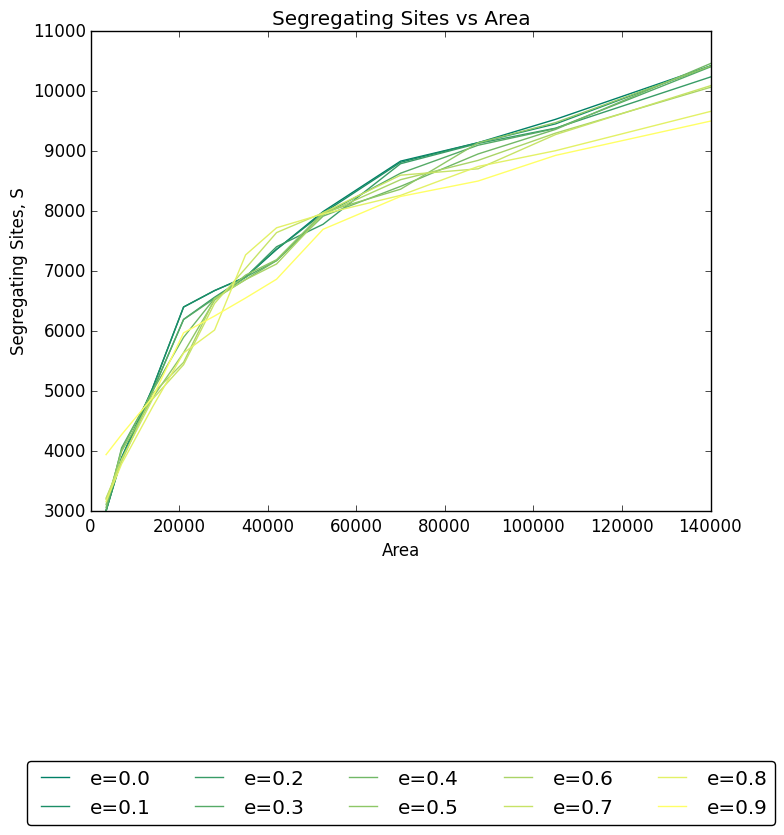 Segregating Sites vs Area
11000
10000
9000
8000
7000
6000
5000
4000
3000
Segregating Sites, S
0 20000 40000 60000 80000 100000 120000 140000
Area
e=0.0 e=0.2 e=0.4 e=0.6 e=0.8
e=0.1 e=0.3 e=0.5 e=0.7 e=0.9